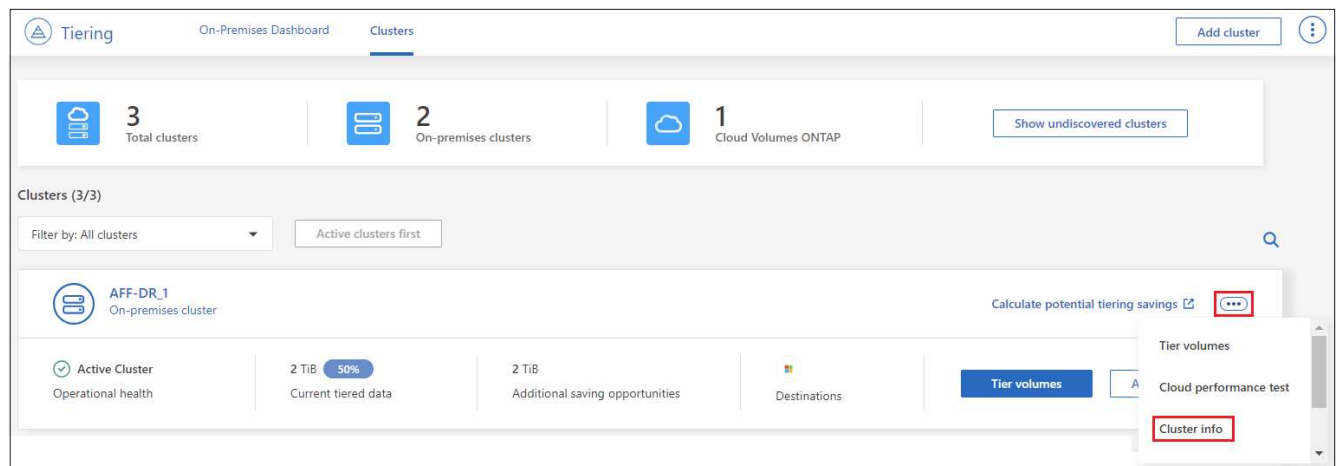 Tiering
On-Premises Dashboard
Clusters
Add cluster
3
Total clusters
2
On-premises clusters
1
Cloud Volumes ONTAP
Show undiscovered clusters
Clusters (3/3)
Filter by: All clusters
Active clusters first
AFF-DR_1
On-premises cluster
Calculate potential tiering savings
Active Cluster
Operational health
2 TiB 50%
Current tiered data
2 TiB
Additional saving opportunities
Destinations
Tier volumes
A
Tier volumes
Cloud performance test
Cluster info